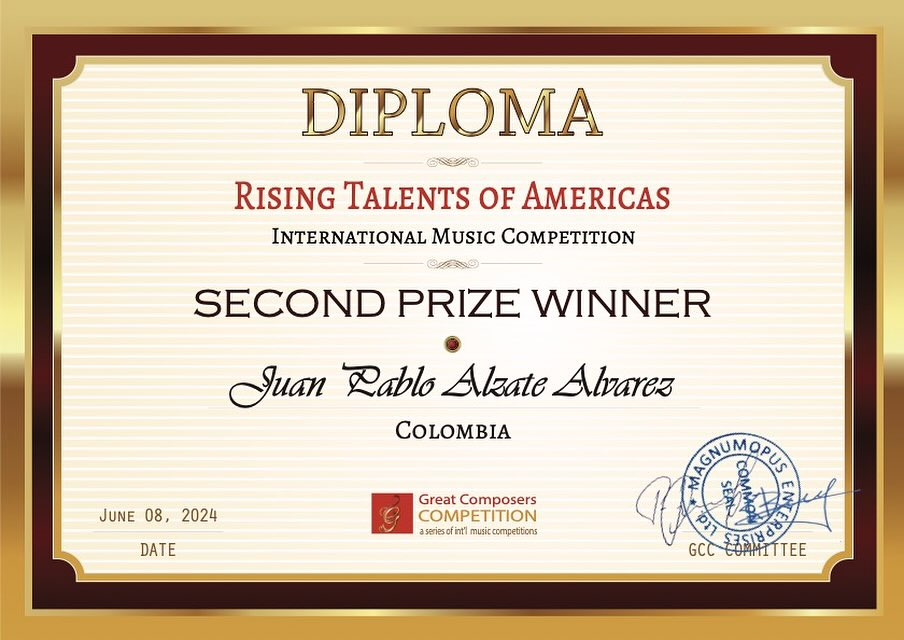 DIPLOMA
RISING TALENTS OF AMERICAS
INTERNATIONAL MUSIC COMPETITION
SECOND PRIZE WINNER
Juan Pablo Alzate Alvarez
COLOMBIA
Great Composers
COMPETITION
a series of int'l music competitions
JUNE 08, 2024
DATE
MAGNUMOPUS ENTERPRISES Ltd.
COMMON
SEAL
GCC COMMITTEE